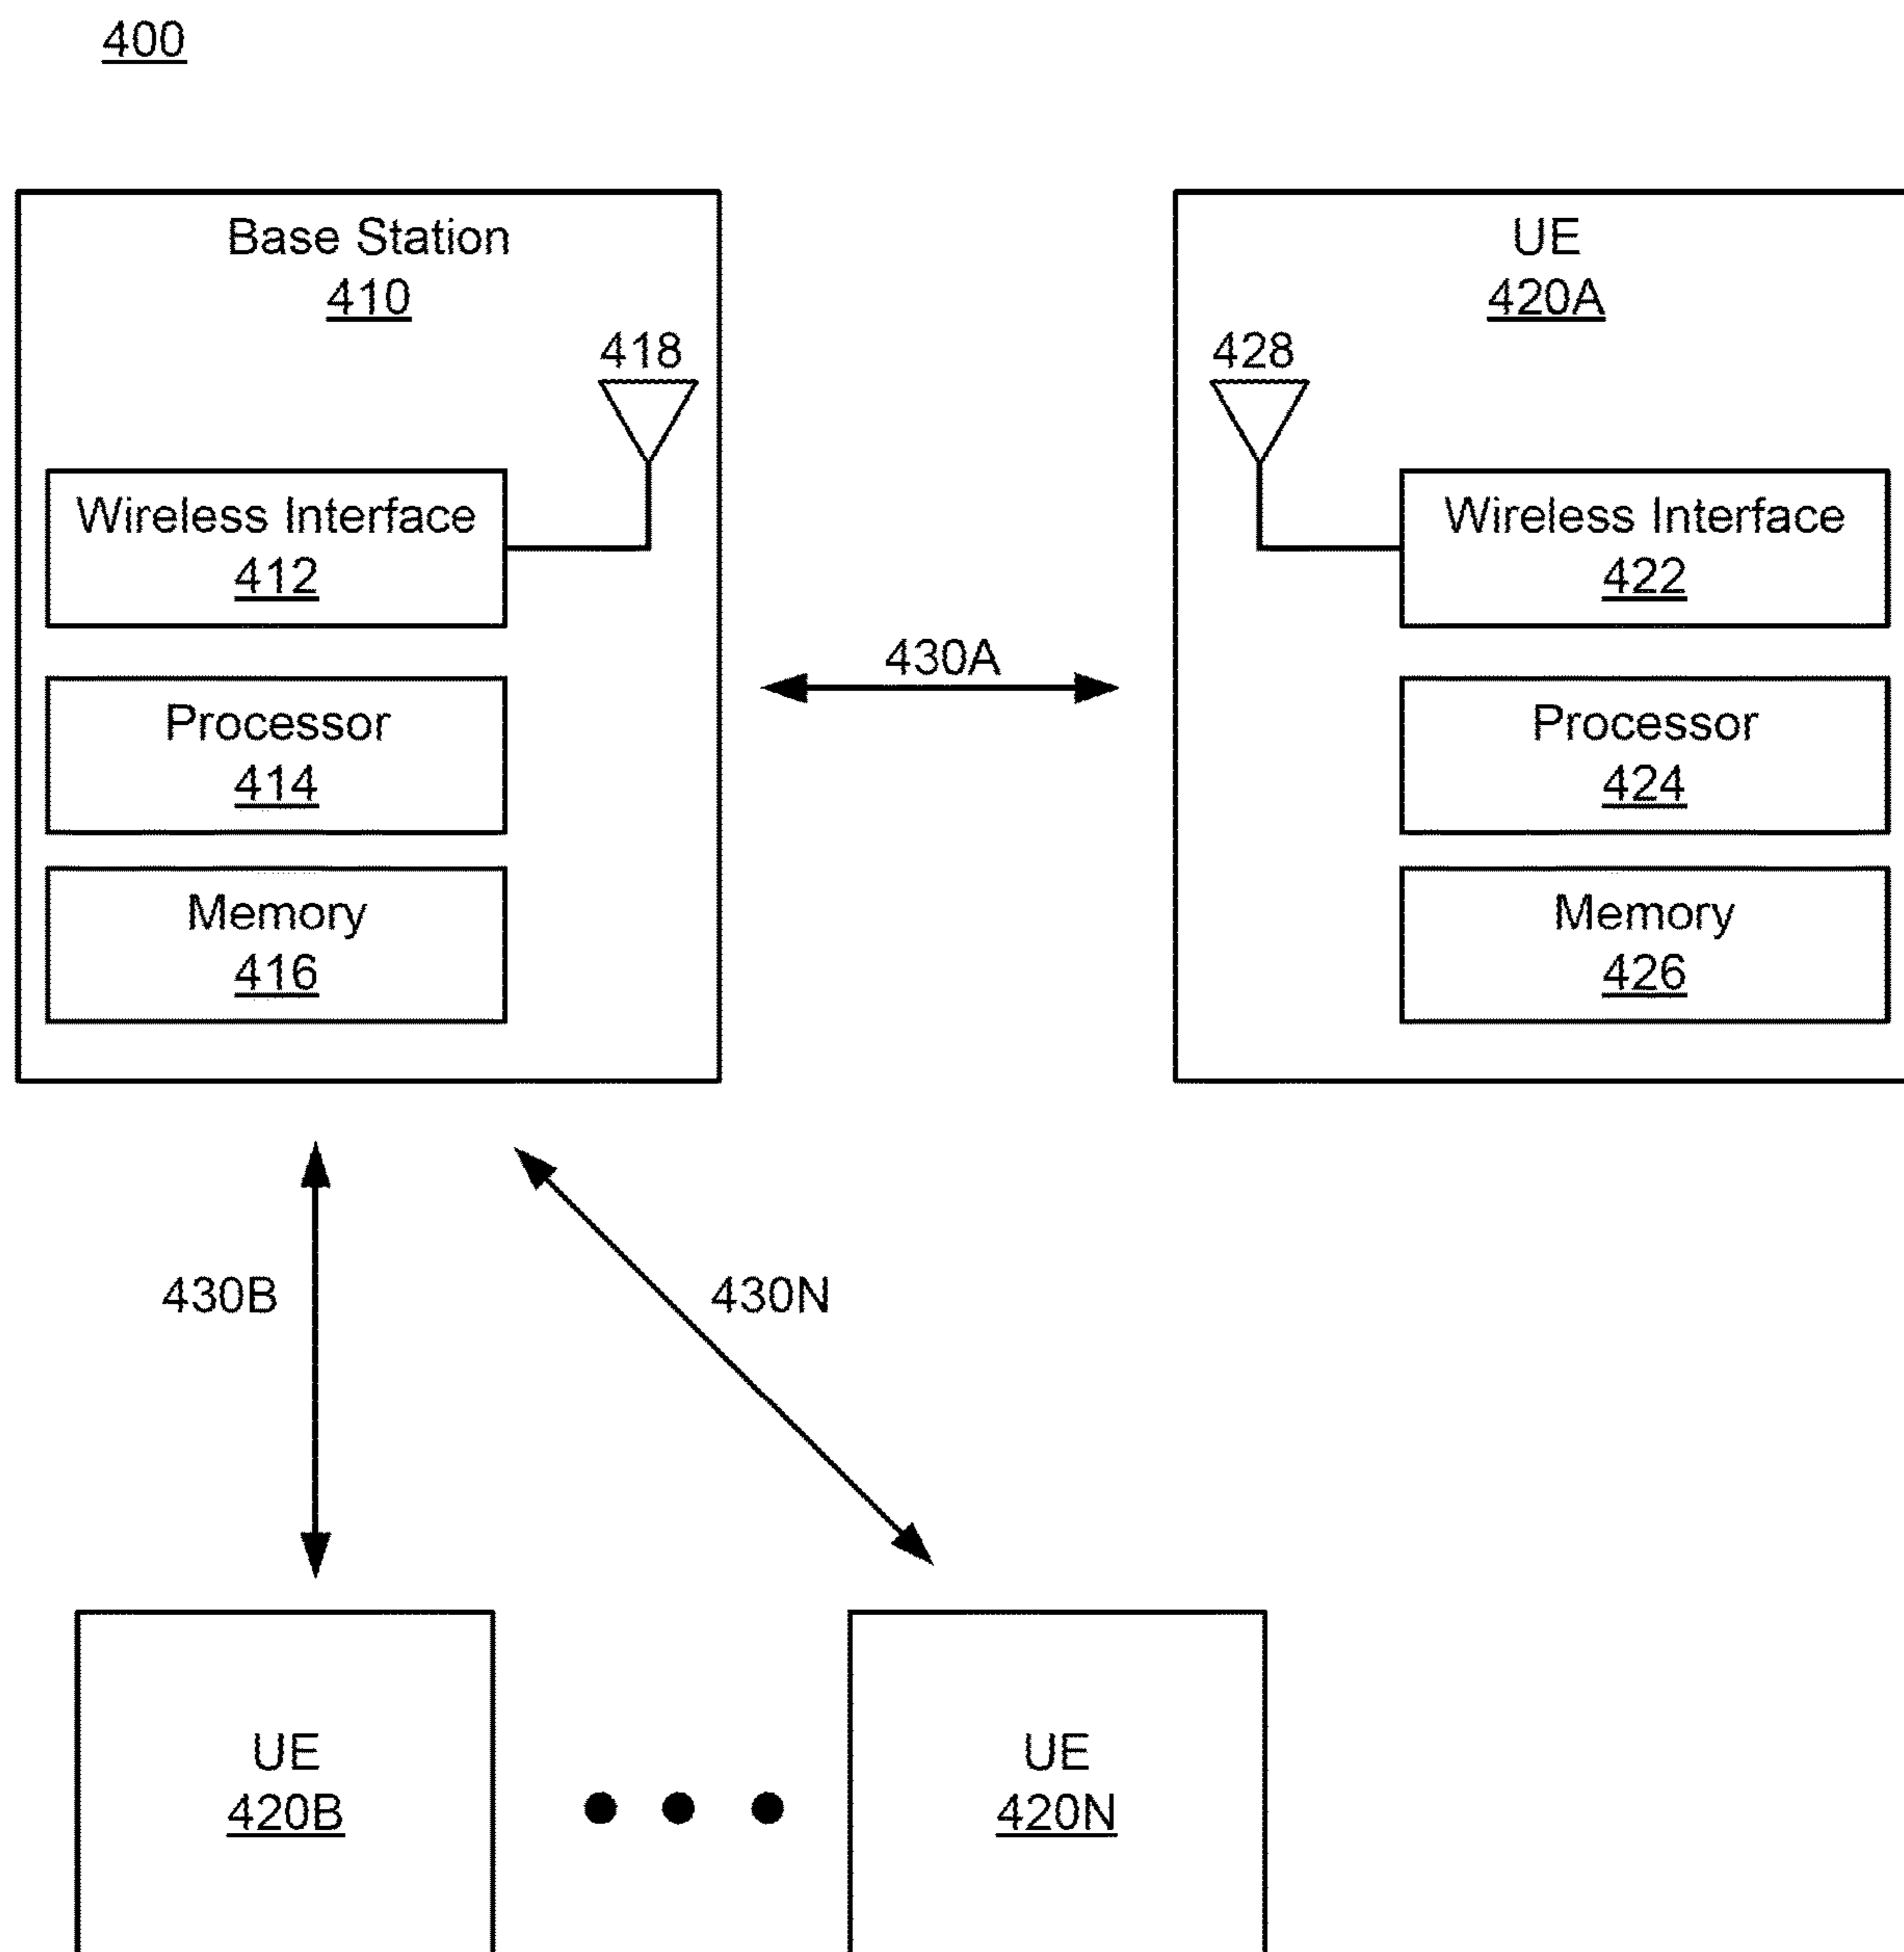 400
Base Station
410
418
Wireless Interface
412
Processor
414
Memory
416
430A
UE
420A
428
Wireless Interface
422
Processor
424
Memory
426
430B
430N
UE
420B
UE
420N